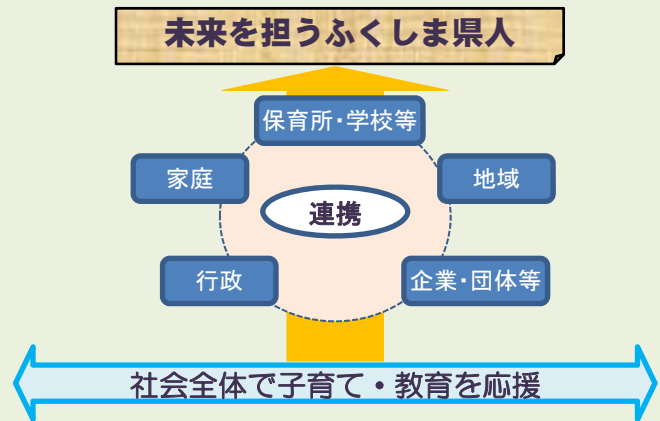 未来を担うふくしま県人
保育所・学校等
家庭
地域
連携
行政
企業・団体等
社会全体で子育て・教育を応援